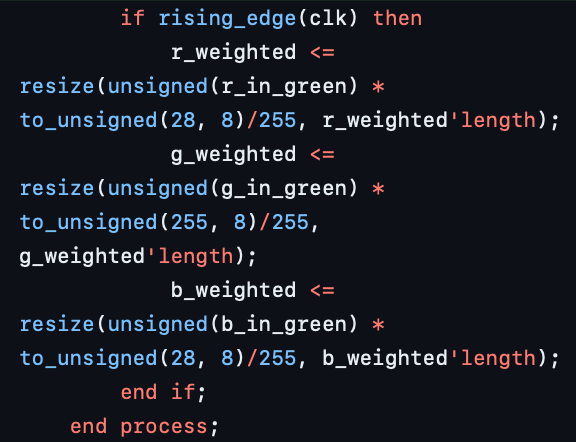 if rising_edge(clk) then
r_weighted <=
resize(unsigned(r_in_green) *
to_unsigned(28, 8)/255, r_weighted'length);
g_weighted <=
resize(unsigned(g_in_green) *
to_unsigned(255, 8)/255,
g_weighted'length);
b_weighted <=
resize(unsigned(b_in_green) *
to_unsigned(28, 8)/255, b_weighted'length);
end if;
end process;